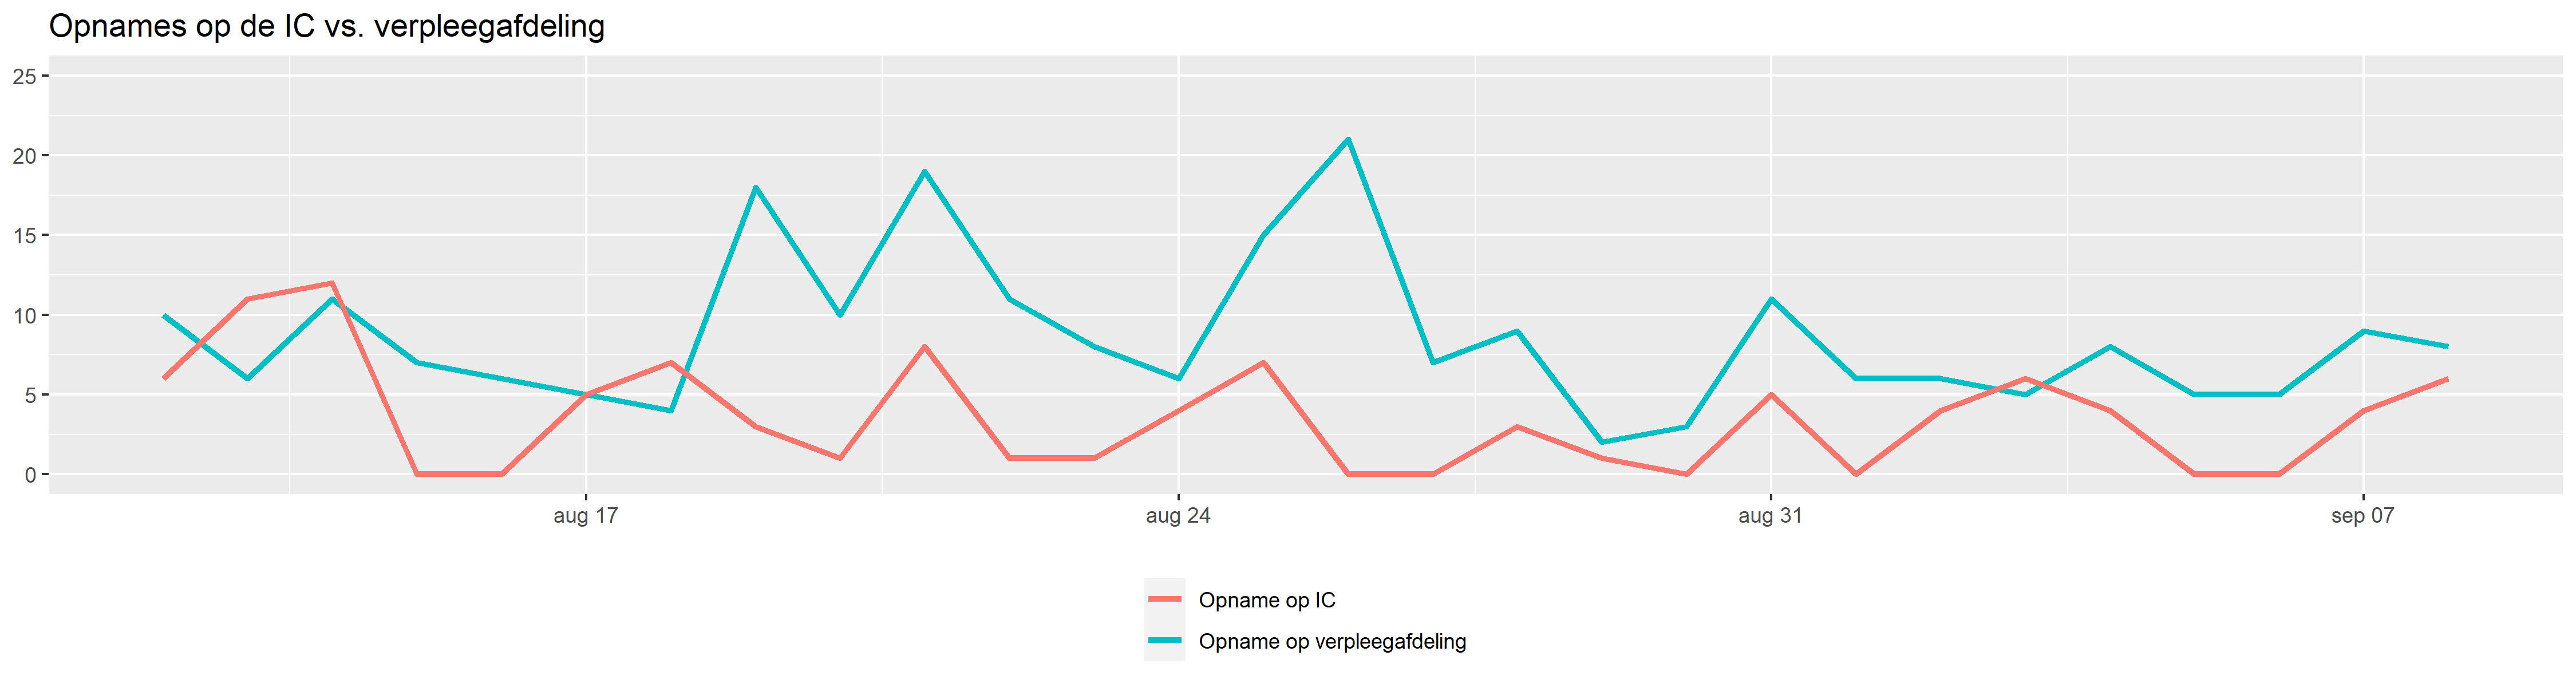 Opnames op de IC vs. verpleegafdeling
25
20
15
10
5
0
aug 17 aug 24 aug 31 sep 07
Opname op IC
Opname op verpleegafdeling